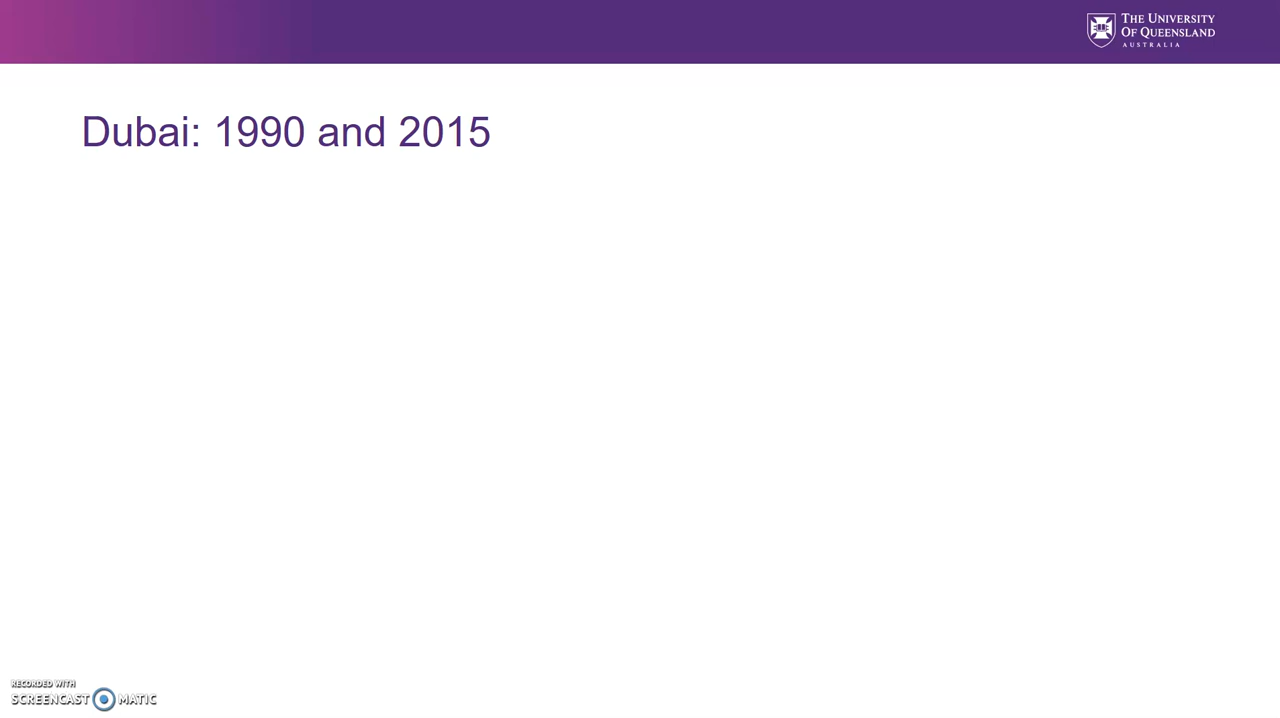 THE UNIVERSITY
OF QUEENSLAND
AUSTRALIA
Dubai: 1990 and 2015
RECORDED WITH
SCREENCAST MATIC